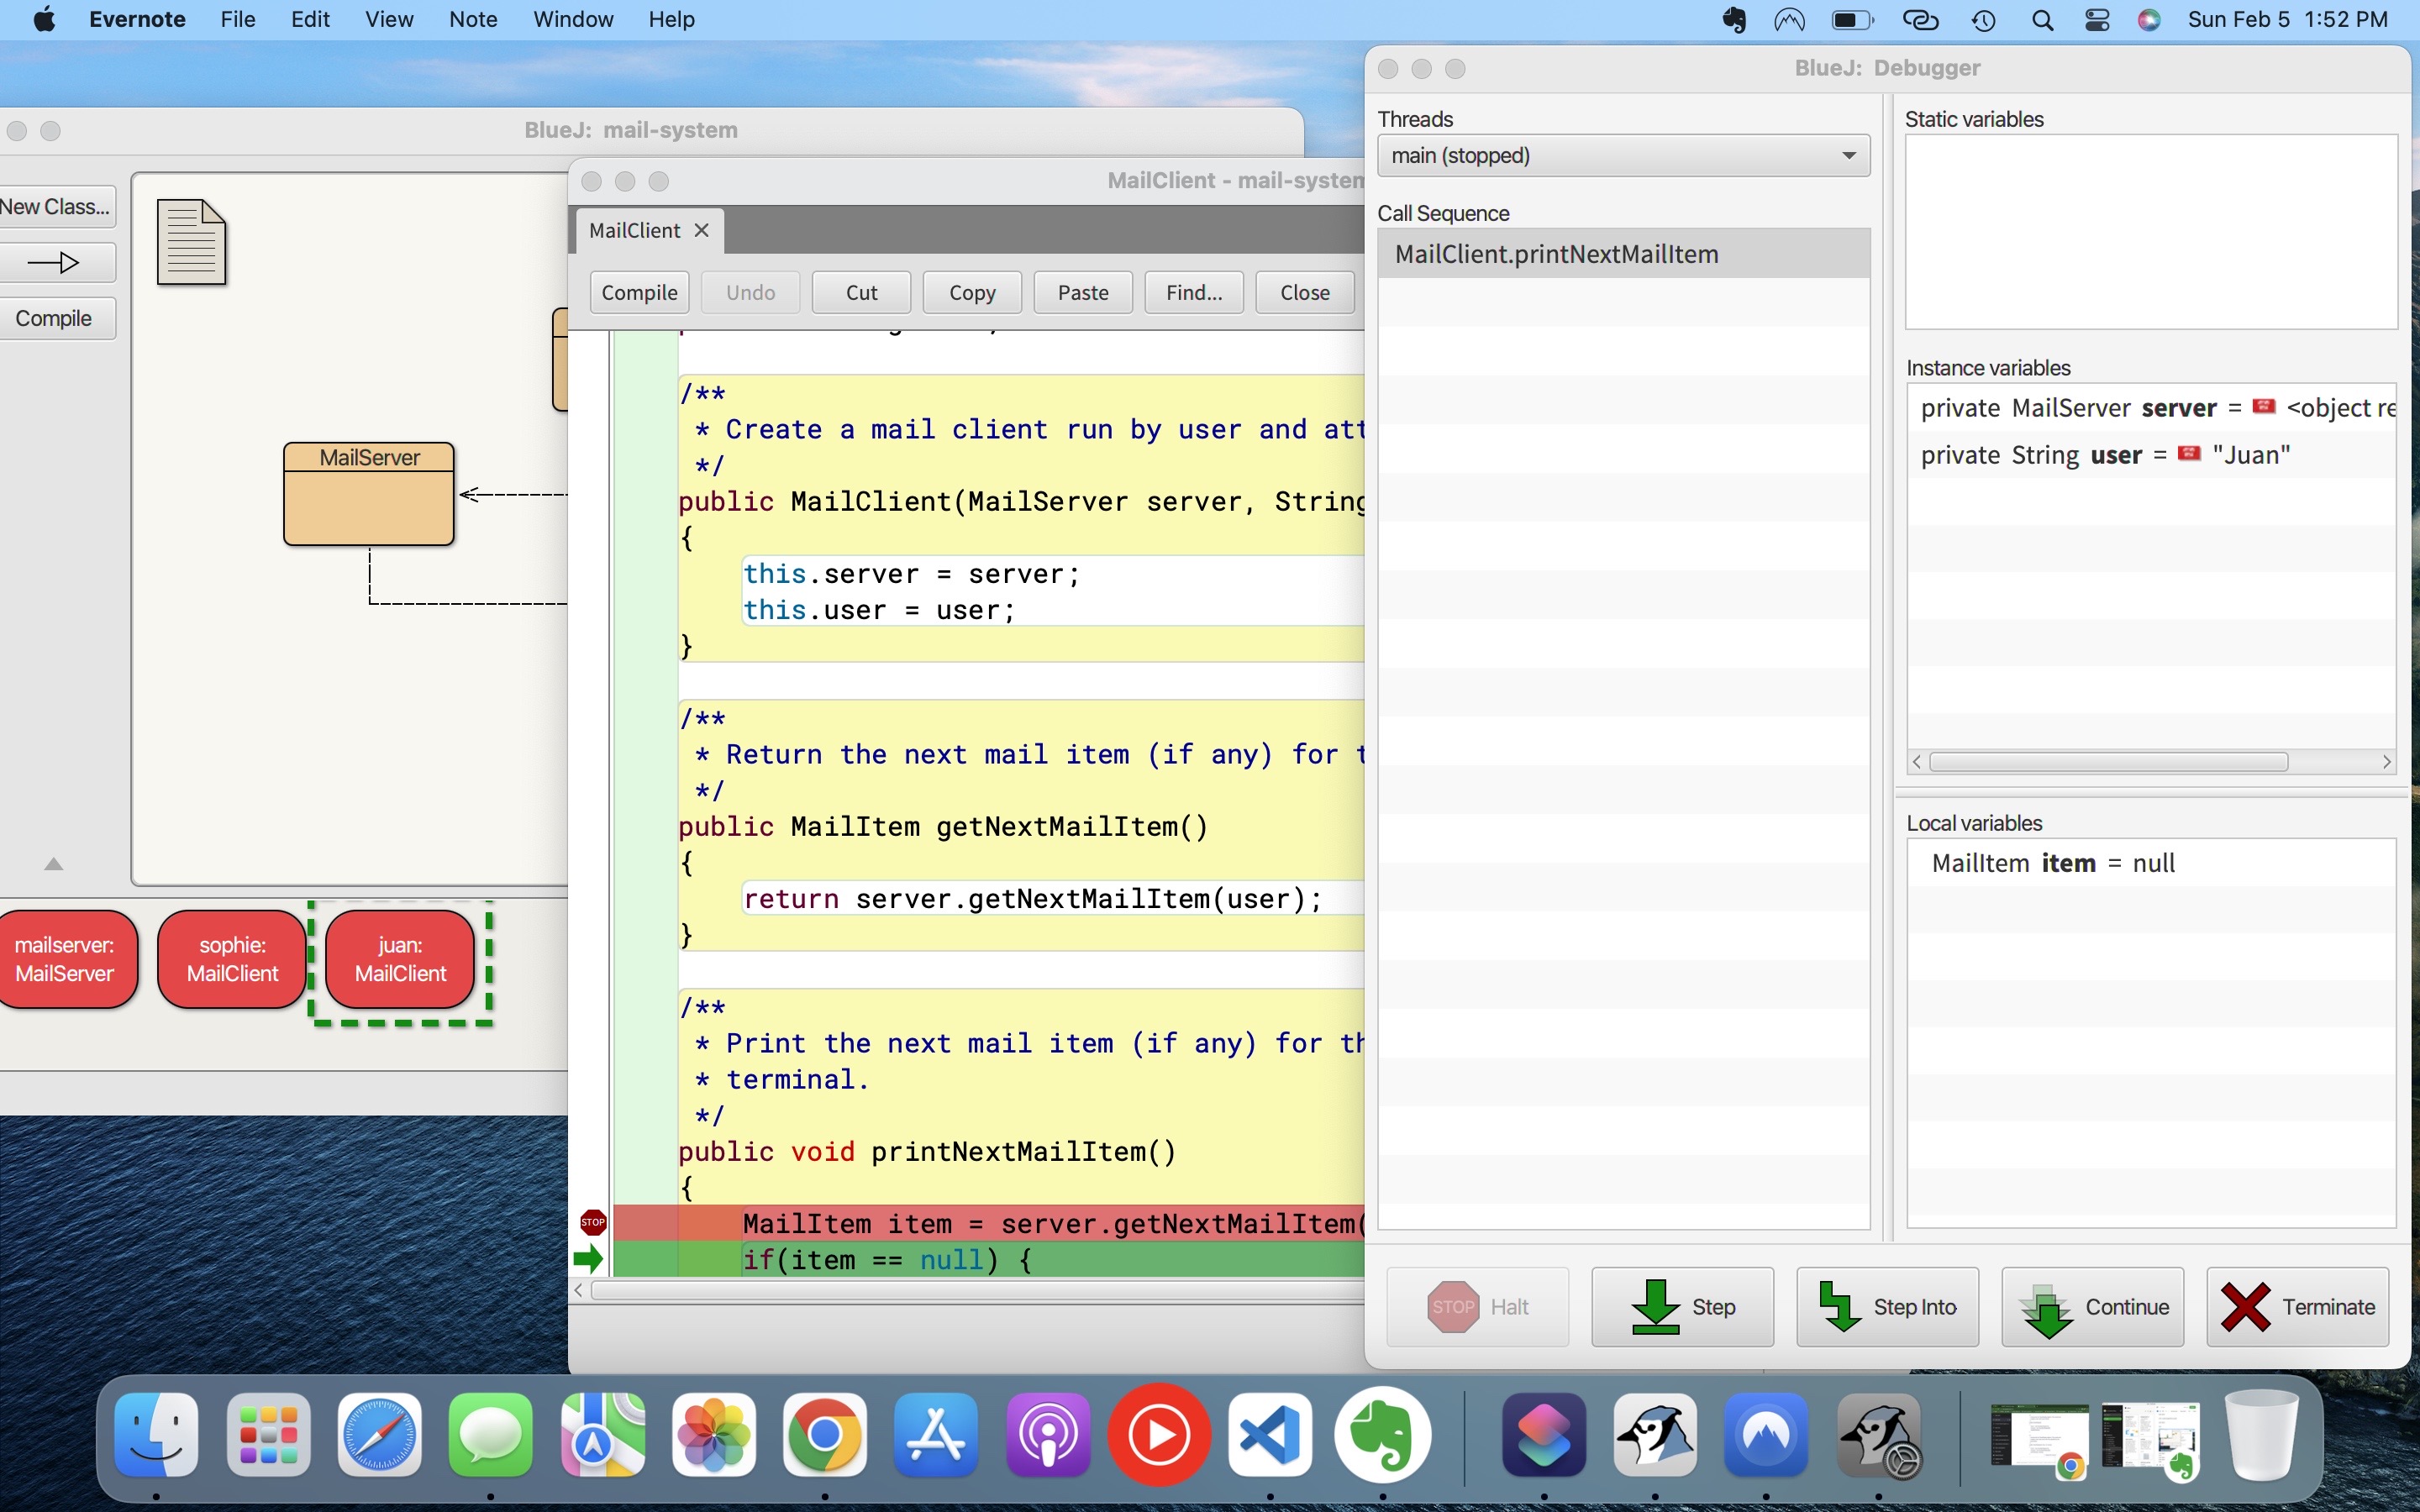 Evernote File Edit View Note Window Help Sun Feb 5 1:52 PM
BlueJ: mail-system
New Class...
Compile
MailServer
mailserver:
MailServer
sophie:
MailClient
juan:
MailClient
MailClient - mail-system
MailClient
Compile Undo Cut Copy Paste Find... Close
/**
* Create a mail client run by user and att
*/
public MailClient(MailServer server, String
{
this.server = server;
this.user = user;
}
/**
* Return the next mail item (if any) for t
*/
public MailItem getNextMailItem()
{
return server.getNextMailItem(user);
}
/**
* Print the next mail item (if any) for th
* terminal.
*/
public void printNextMailItem()
{
STOP
MailItem item = server.getNextMailItem(
if(item == null) {
BlueJ: Debugger
Threads
main (stopped)
Call Sequence
MailClient.printNextMailItem
Static variables
Instance variables
private MailServer server = <object re
private String user = "Juan"
Local variables
MailItem item = null
STOP Halt
Step
Step Into
Continue
Terminate